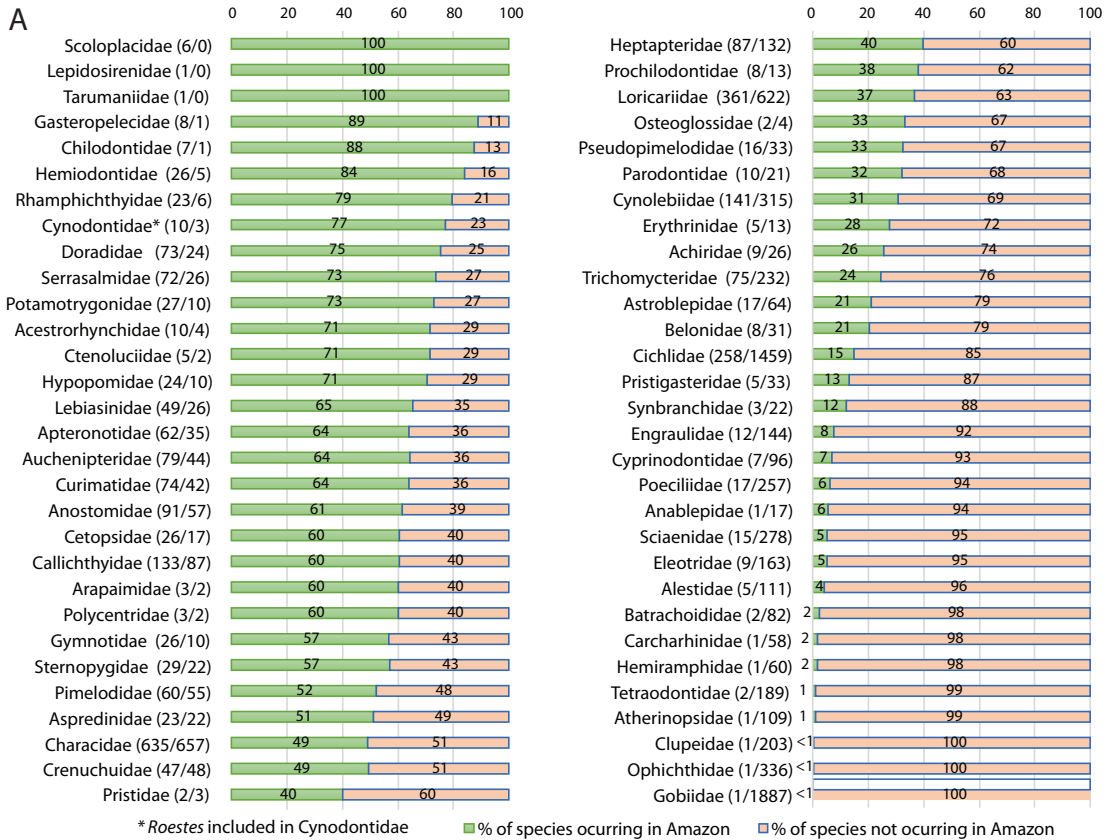 A
0 20 40 60 80 100
Scoloplacidae (6/0) 100
Lepidosirenidae (1/0) 100
Tarumaniidae (1/0) 100
Gasteropelecidae (8/1) 89 11
Chilodontidae (7/1) 88 13
Hemiodontidae (26/5) 84 16
Rhamphichthyidae (23/6) 79 21
Cynodontidae* (10/3) 77 23
Doradidae (73/24) 75 25
Serrasalmidae (72/26) 73 27
Potamotrygonidae (27/10) 73 27
Acestrorhynchidae (10/4) 71 29
Ctenoluciidae (5/2) 71 29
Hypopomidae (24/10) 71 29
Lebiasinidae (49/26) 65 35
Apteronotidae (62/35) 64 36
Auchenipteridae (79/44) 64 36
Curimatidae (74/42) 64 36
Anostomidae (91/57) 61 39
Cetopsidae (26/17) 60 40
Callichthyidae (133/87) 60 40
Arapaimidae (3/2) 60 40
Polycentridae (3/2) 60 40
Gymnotidae (26/10) 57 43
Sternopygidae (29/22) 57 43
Pimelodidae (60/55) 52 48
Aspredinidae (23/22) 51 49
Characidae (635/657) 49 51
Crenuchuidae (47/48) 49 51
Pristidae (2/3) 40 60
0 20 40 60 80 100
Heptapteridae (87/132) 40 60
Prochilodontidae (8/13) 38 62
Loricariidae (361/622) 37 63
Osteoglossidae (2/4) 33 67
Pseudopimelodidae (16/33) 33 67
Parodontidae (10/21) 32 68
Cynolebiidae (141/315) 31 69
Erythrinidae (5/13) 28 72
Achiridae (9/26) 26 74
Trichomycteridae (75/232) 24 76
Astroblepidae (17/64) 21 79
Belonidae (8/31) 21 79
Cichlidae (258/1459) 15 85
Pristigasteridae (5/33) 13 87
Synbranchidae (3/22) 12 88
Engraulidae (12/144) 8 92
Cyprinodontidae (7/96) 7 93
Poeciliidae (17/257) 6 94
Anablepidae (1/17) 6 94
Sciaenidae (15/278) 5 95
Eleotridae (9/163) 5 95
Alestidae (5/111) 4 96
Batrachoididae (2/82) 2 98
Carcharhinidae (1/58) 2 98
Hemiramphidae (1/60) 2 98
Tetraodontidae (2/189) 1 99
Atherinopsidae (1/109) 1 99
Clupeidae (1/203) <1 100
Ophichthidae (1/336) <1 100
Gobiidae (1/1887) <1 100
* Roestes included in Cynodontidae
% of species ocurring in Amazon
% of species not ocurring in Amazon